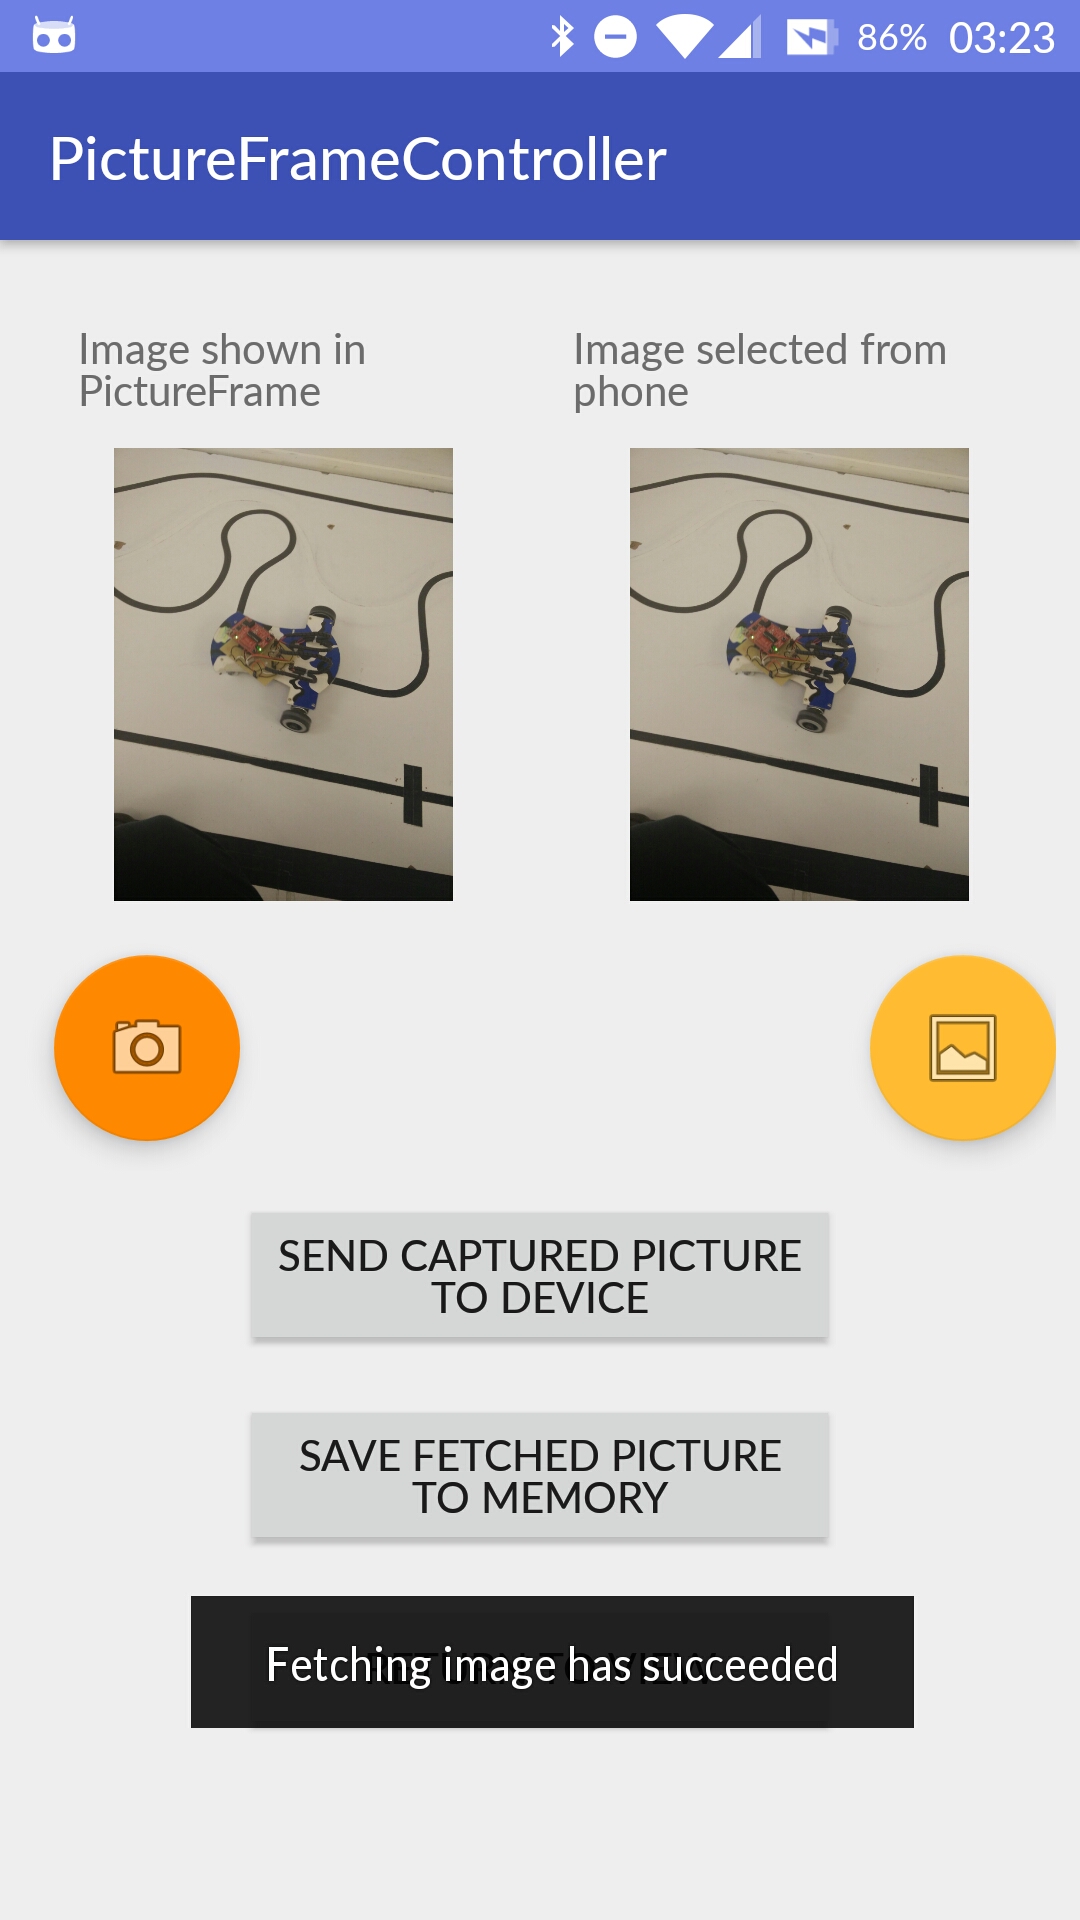 86% 03:23
PictureFrameController
Image shown in
PictureFrame
Image selected from
phone
SEND CAPTURED PICTURE
TO DEVICE
SAVE FETCHED PICTURE
TO MEMORY
Fetching image has succeeded